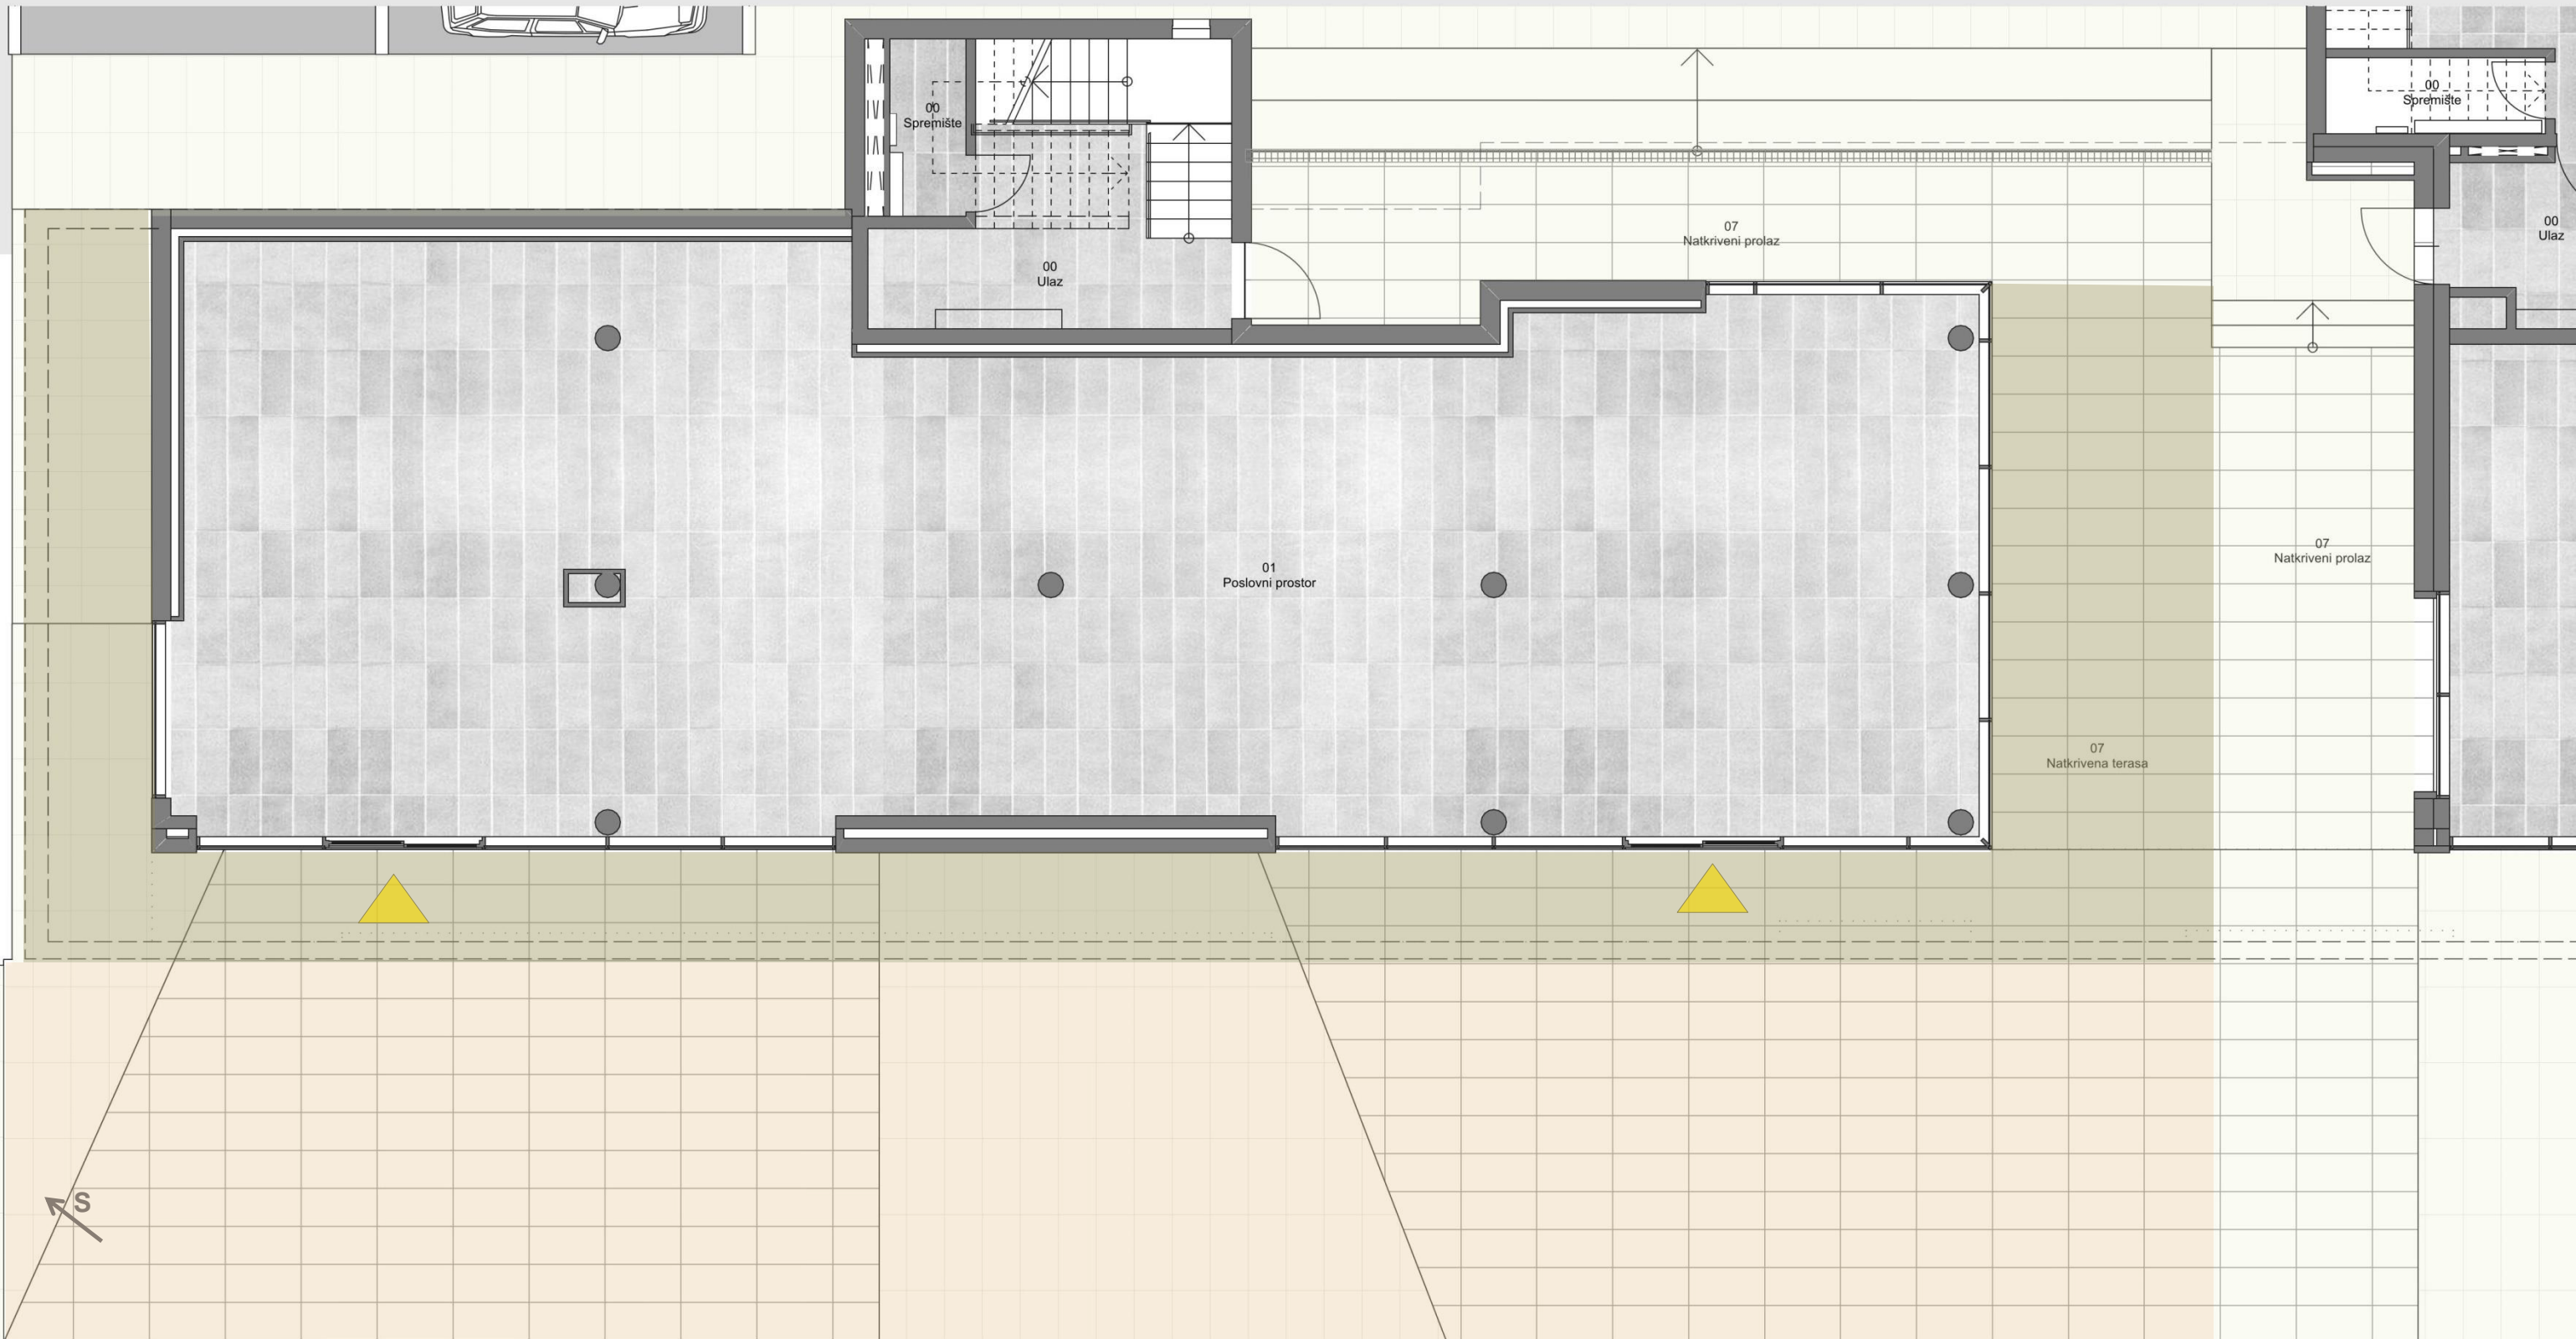 00
Spremište
00
Spremište
00
Ulaz
07
Natkriveni prolaz
00
Ulaz
07
Natkriveni prolaz
01
Poslovni prostor
07
Natkrivena terasa
S